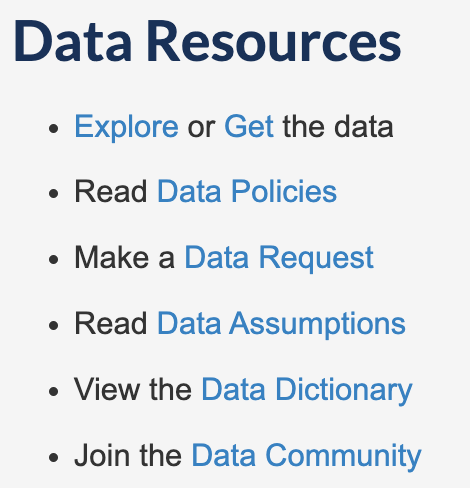 Data Resources
Explore or Get the data
Read Data Policies
Make a Data Request
Read Data Assumptions
View the Data Dictionary
Join the Data Community